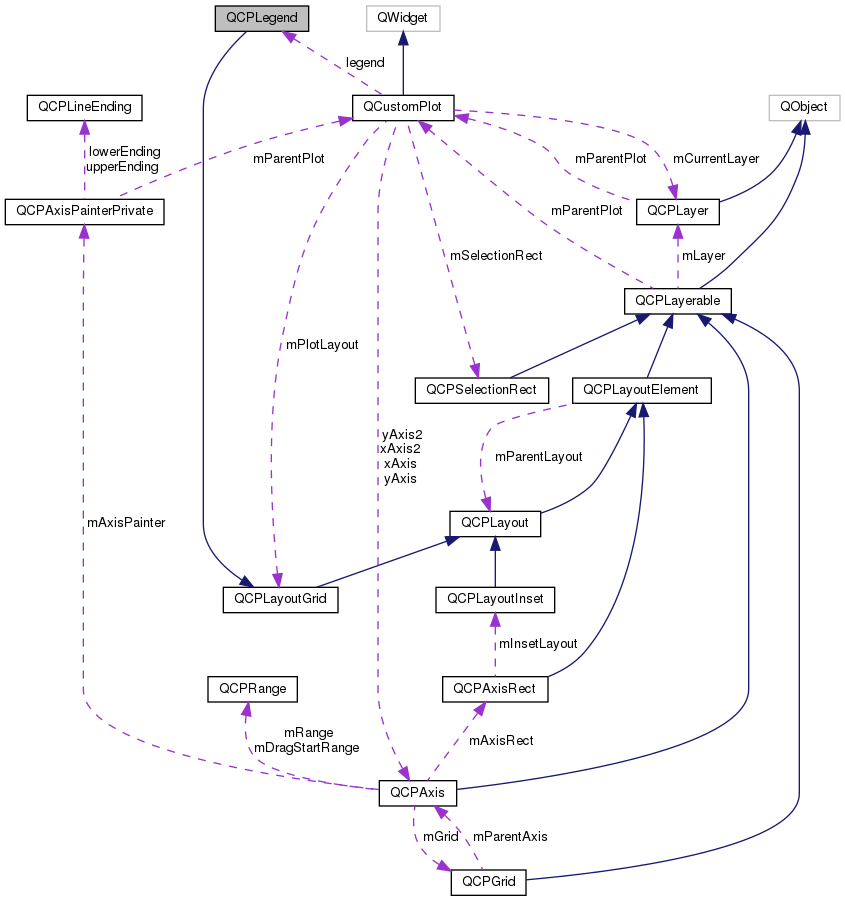 QCPLegend
QWidget
legend
QCPLineEnding
QCustomPlot
QObject
lowerEnding
upperEnding
mParentPlot
mParentPlot
mCurrentLayer
QCPAxisPainterPrivate
QCPLayer
mParentPlot
mSelectionRect
mLayer
QCPLayerable
mPlotLayout
QCPSelectionRect
QCPLayoutElement
yAxis2
xAxis2
xAxis
yAxis
mParentLayout
mAxisPainter
QCPLayout
QCPLayoutGrid
QCPLayoutInset
mInsetLayout
QCPRange
QCPAxisRect
mRange
mDragStartRange
mAxisRect
QCPAxis
mGrid
mParentAxis
QCPGrid